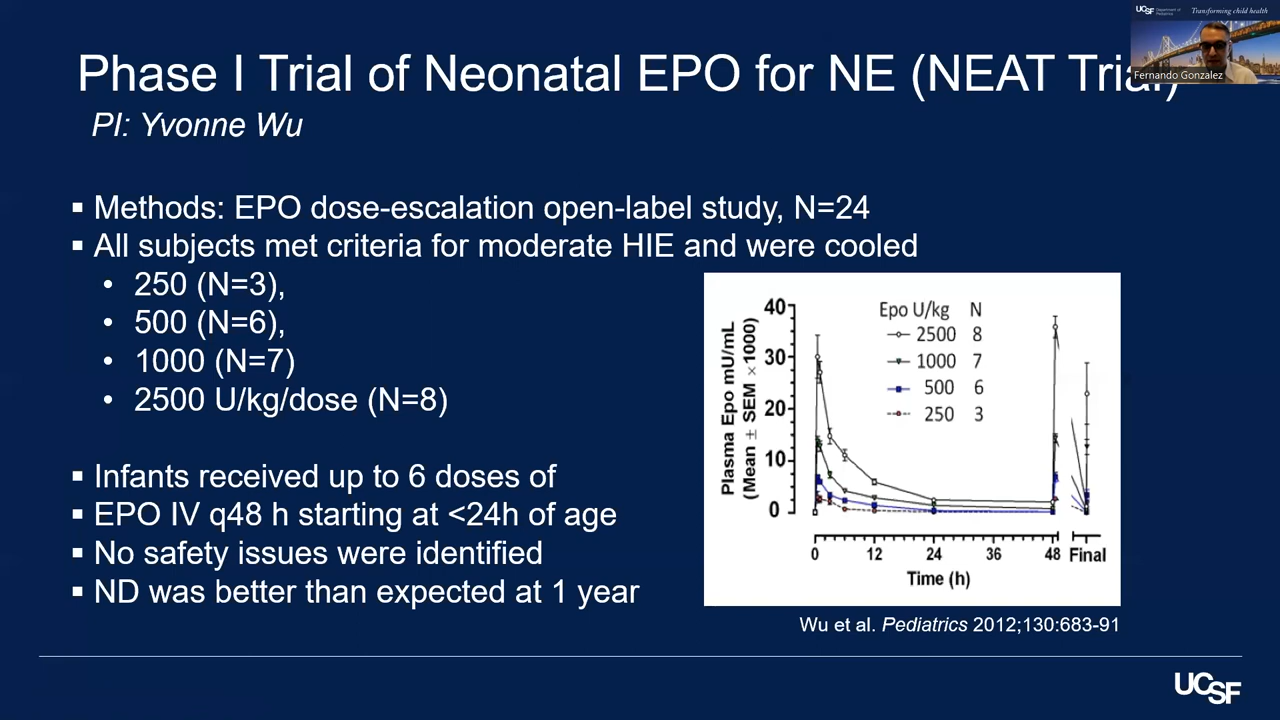 UCSF Department of Pediatrics
Transforming child health
Fernando Gonzalez
Phase I Trial of Neonatal EPO for NE (NEAT Trial)
PI: Yvonne Wu
▪ Methods: EPO dose-escalation open-label study, N=24
▪ All subjects met criteria for moderate HIE and were cooled
• 250 (N=3),
• 500 (N=6),
• 1000 (N=7)
• 2500 U/kg/dose (N=8)
▪ Infants received up to 6 doses of
▪ EPO IV q48 h starting at <24h of age
▪ No safety issues were identified
▪ ND was better than expected at 1 year
Plasma Epo mU/mL
(Mean ± SEM ×1000)
40
30
20
10
0
Epo U/kg N
2500 8
1000 7
500 6
250 3
0 12 24 36 48 Final
Time (h)
Wu et al. Pediatrics 2012;130:683-91
UCSF